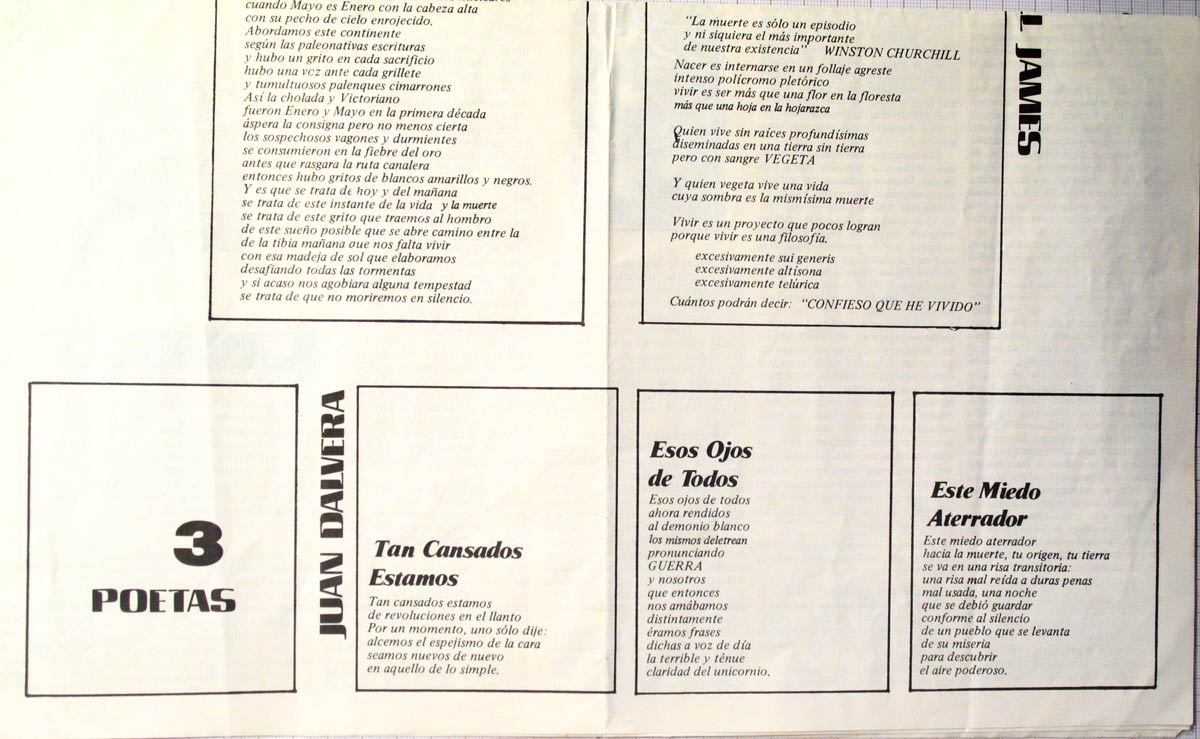 cuando Mayo es Enero con la cabeza alta
con su pecho de cielo enrojecido.
Abordamos este continente
según las paleonativas escrituras
y hubo un grito en cada sacrificio
hubo una voz ante cada grillete
y tumultuosos palenques cimarrones
Así la cholada y Victoriano
fueron Enero y Mayo en la primera década
áspera la consigna pero no menos cierta
los sospechosos vagones y durmientes
se consumieron en la fiebre del oro
antes que rasgara la ruta canalera
entonces hubo gritos de blancos amarillos y negros.
Y es que se trata de hoy y del mañana
se trata de este instante de la vida y la muerte
se trata de este grito que traemos al hombro
de este sueño posible que se abre camino entre la
de la tibia mañana que nos falta vivir
con esa madeja de sol que elaboramos
desafiando todas las tormentas
y si acaso nos agobiara alguna tempestad
se trata de que no moriremos en silencio.
"La muerte es sólo un episodio
y ni siquiera el más importante
de nuestra existencia" WINSTON CHURCHILL
Nacer es internarse en un follaje agreste
intenso polícromo pletórico
vivir es ser más que una flor en la floresta
más que una hoja en la hojarazca
Quien vive sin raíces profundísimas
diseminadas en una tierra sin tierra
pero con sangre VEGETA
Y quien vegeta vive una vida
cuya sombra es la mismísima muerte
Vivir es un proyecto que pocos logran
porque vivir es una filosofía.
excesivamente sui generis
excesivamente altísona
excesivamente telúrica
Cuántos podrán decir: "CONFIESO QUE HE VIVIDO"
JAMES
3
POETAS
JUAN DALVERA
Tan Cansados
Estamos
Tan cansados estamos
de revoluciones en el llanto
Por un momento, uno sólo dije:
alcemos el espejismo de la cara
seamos nuevos de nuevo
en aquello de lo simple.
Esos Ojos
de Todos
Esos ojos de todos
ahora rendidos
al demonio blanco
los mismos deletrean
pronunciando
GUERRA
y nosotros
que entonces
nos amábamos
distintamente
éramos frases
dichas a voz de día
la terrible y ténue
claridad del unicornio.
Este Miedo
Aterrador
Este miedo aterrador
hacia la muerte, tu origen, tu tierra
se va en una risa transitoria:
una risa mal reída a duras penas
mal usada, una noche
que se debió guardar
conforme al silencio
de un pueblo que se levanta
de su miseria
para descubrir
el aire poderoso.